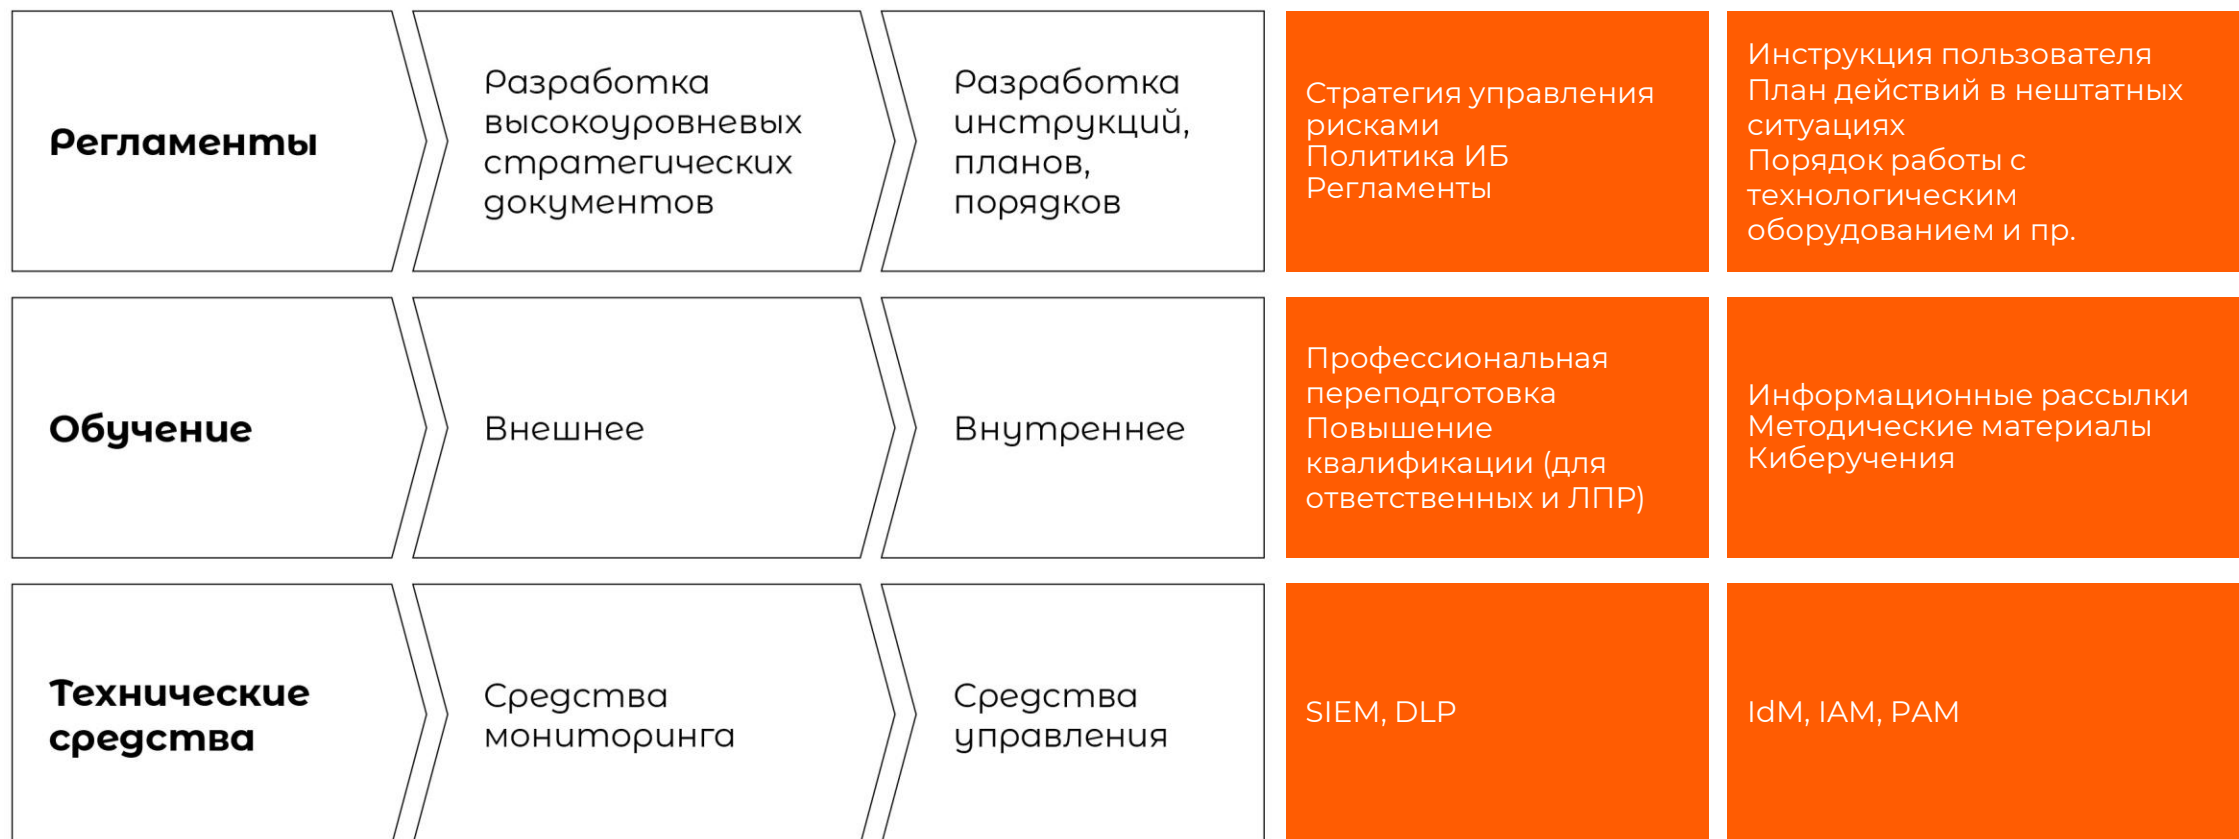 Регламенты
Разработка
высокоуровневых
стратегических
документов
Разработка
инструкций,
планов,
порядков
Стратегия управления
рисками
Политика ИБ
Регламенты
Инструкция пользователя
План действий в нештатных
ситуациях
Порядок работы с
технологическим
оборудованием и пр.
Обучение
Внешнее
Внутреннее
Профессиональная
переподготовка
Повышение
квалификации (для
ответственных и ЛПР)
Информационные рассылки
Методические материалы
Киберучения
Технические
средства
Средства
мониторинга
Средства
управления
SIEM, DLP
IdM, IAM, PAM